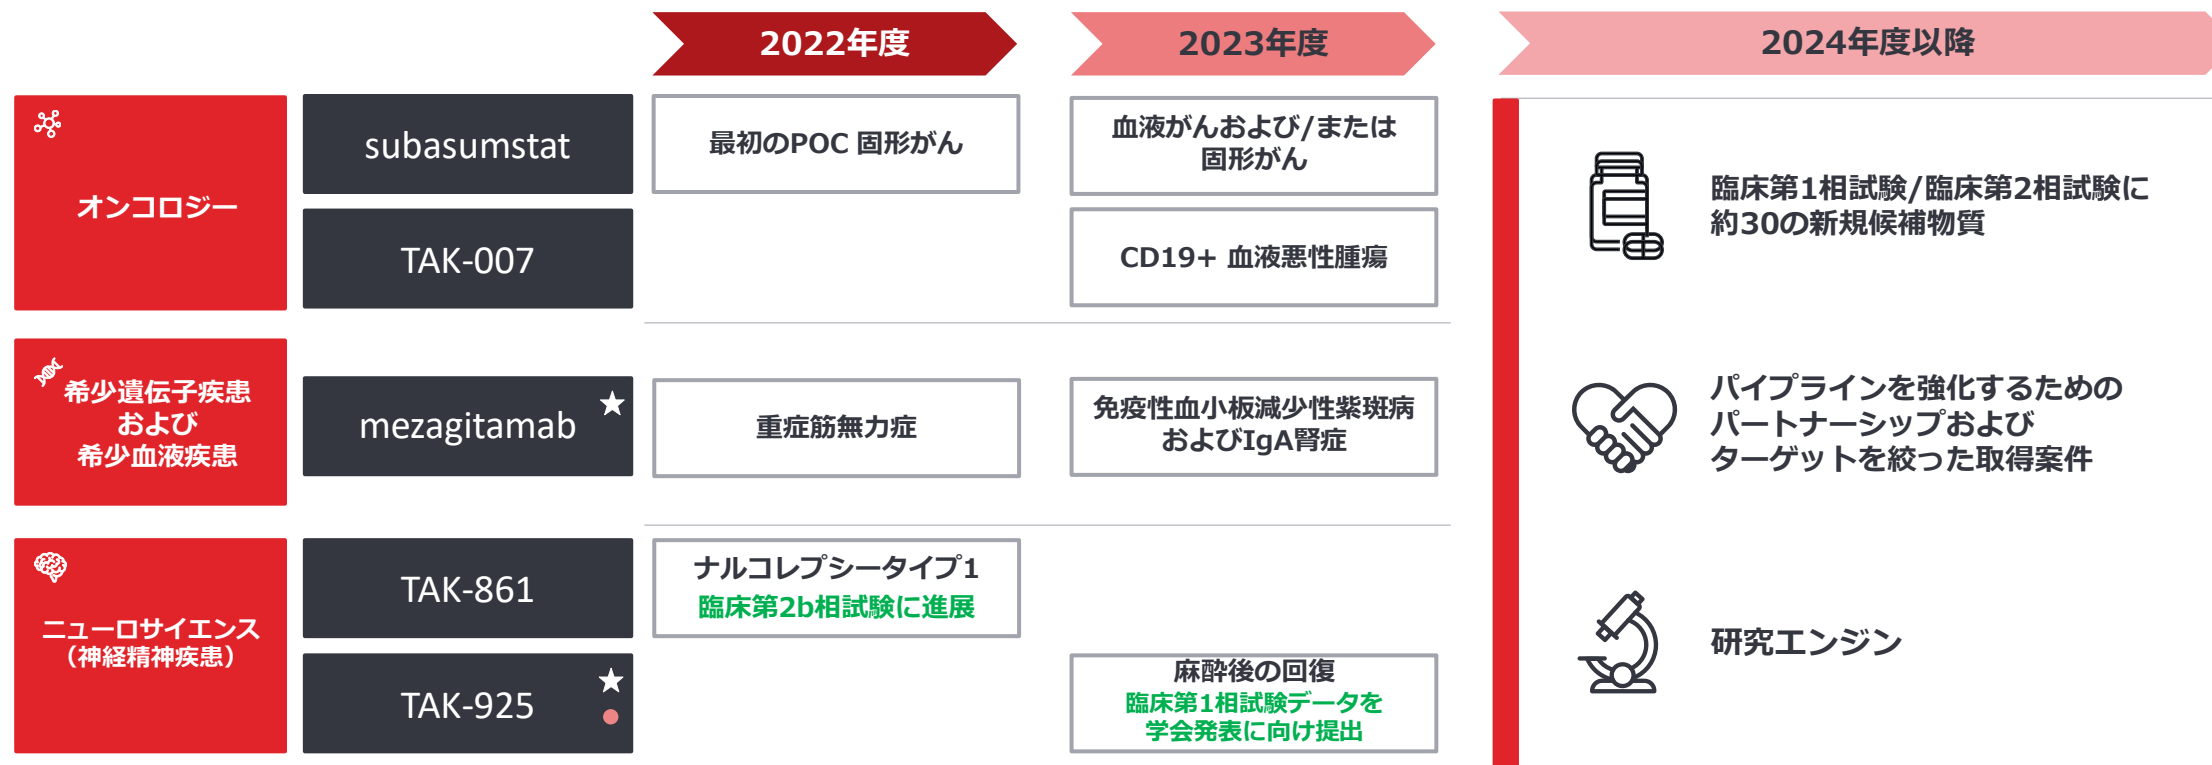 2022年度
2023年度
2024年度以降
オンコロジー
subasumstat
最初のPOC 固形がん
血液がんおよび/または
固形がん
TAK-007
CD19+ 血液悪性腫瘍
希少遺伝子疾患
および
希少血液疾患
mezagitamab
重症筋無力症
免疫性血小板減少性紫斑病
およびIgA腎症
ニューロサイエンス
（神経精神疾患）
TAK-861
ナルコレプシータイプ1
臨床第2b相試験に進展
TAK-925
麻酔後の回復
臨床第1相試験データを
学会発表に向け提出
臨床第1相試験/臨床第2相試験に
約30の新規候補物質
パイプラインを強化するための
パートナーシップおよび
ターゲットを絞った取得案件
研究エンジン